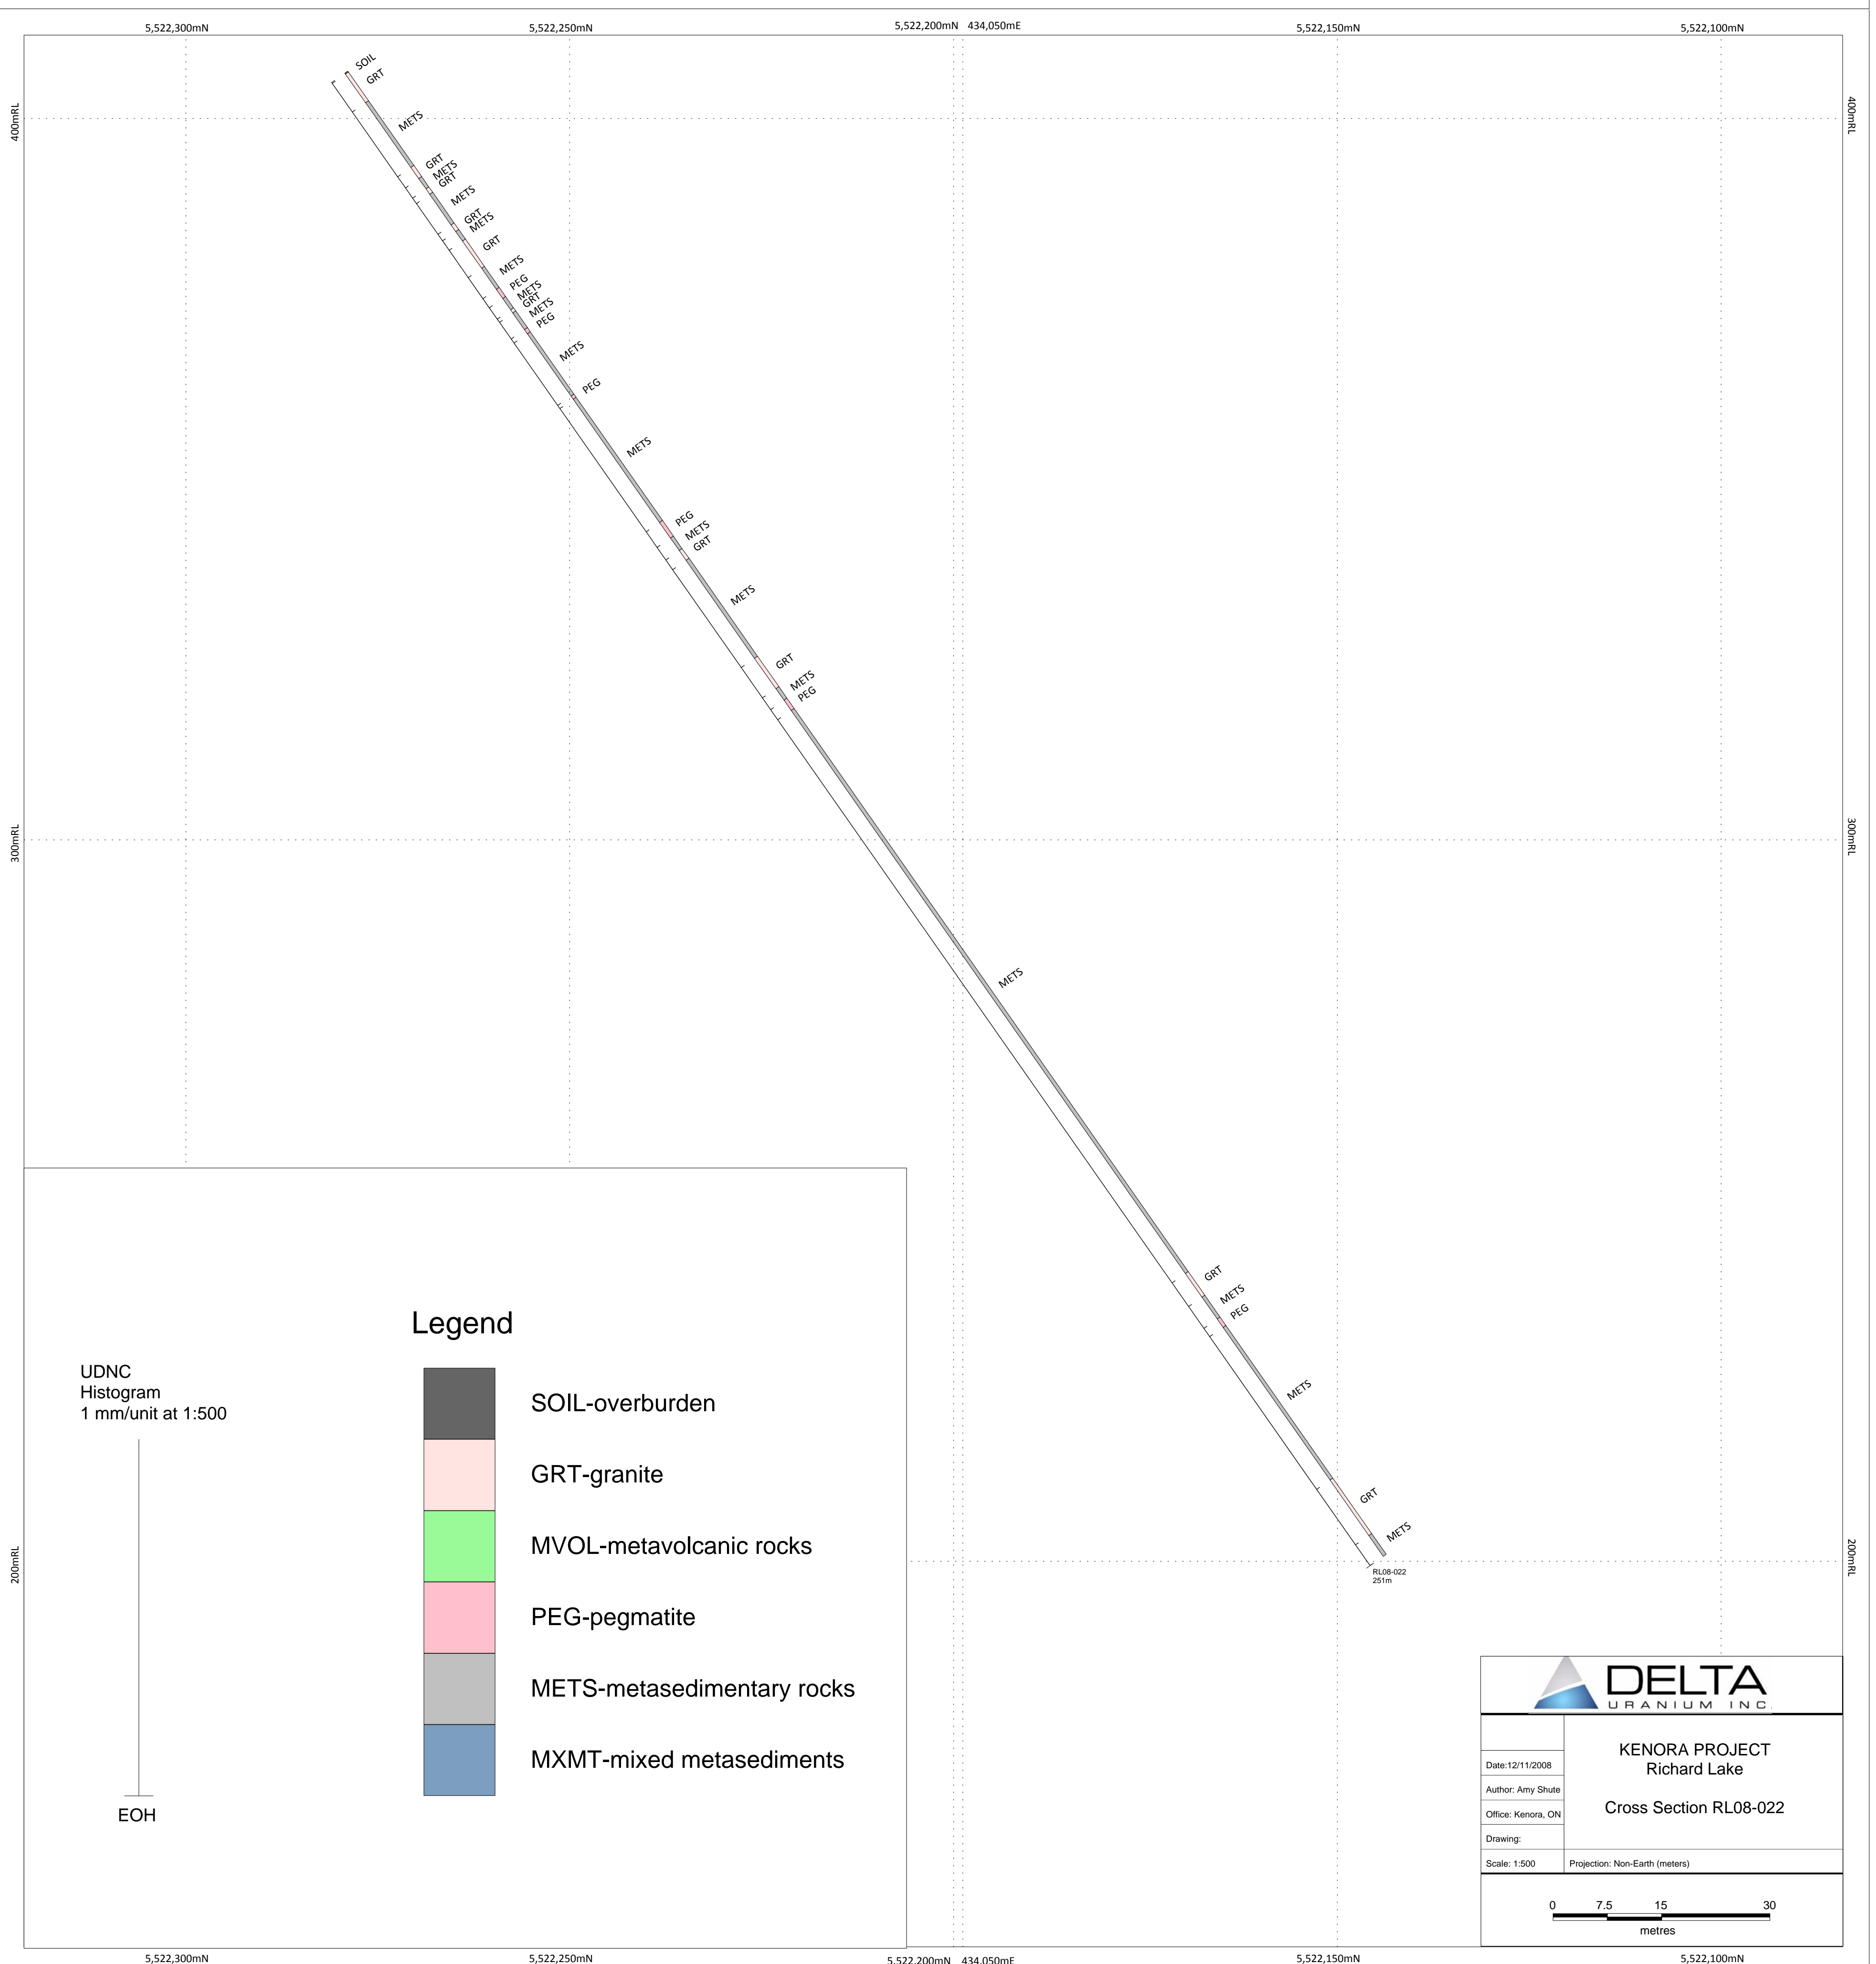 5,522,300mN
5,522,250mN
5,522,200mN 434,050mE
5,522,150mN
5,522,100mN
400mRL
400mRL
SOIL
GRT
METS
GRT
METS
GRT
METS
GRT
METS
GRT
METS
PEG
METS
GRT
METS
PEG
METS
PEG
METS
PEG
METS
GRT
METS
GRT
METS
PEG
300mRL
300mRL
METS
GRT
METS
PEG
METS
GRT
METS
200mRL
200mRL
RL08-022
251m
Legend
UDNC
Histogram
1 mm/unit at 1:500
EOH
SOIL-overburden
GRT-granite
MVOL-metavolcanic rocks
PEG-pegmatite
METS-metasedimentary rocks
MXMT-mixed metasediments
DELTA
URANIUM INC.
KENORA PROJECT
Richard Lake
Cross Section RL08-022
Date:12/11/2008
Author: Amy Shute
Office: Kenora, ON
Drawing:
Scale: 1:500
Projection: Non-Earth (meters)
0 7.5 15 30
metres
5,522,300mN
5,522,250mN
5,522,200mN 434,050mE
5,522,150mN
5,522,100mN